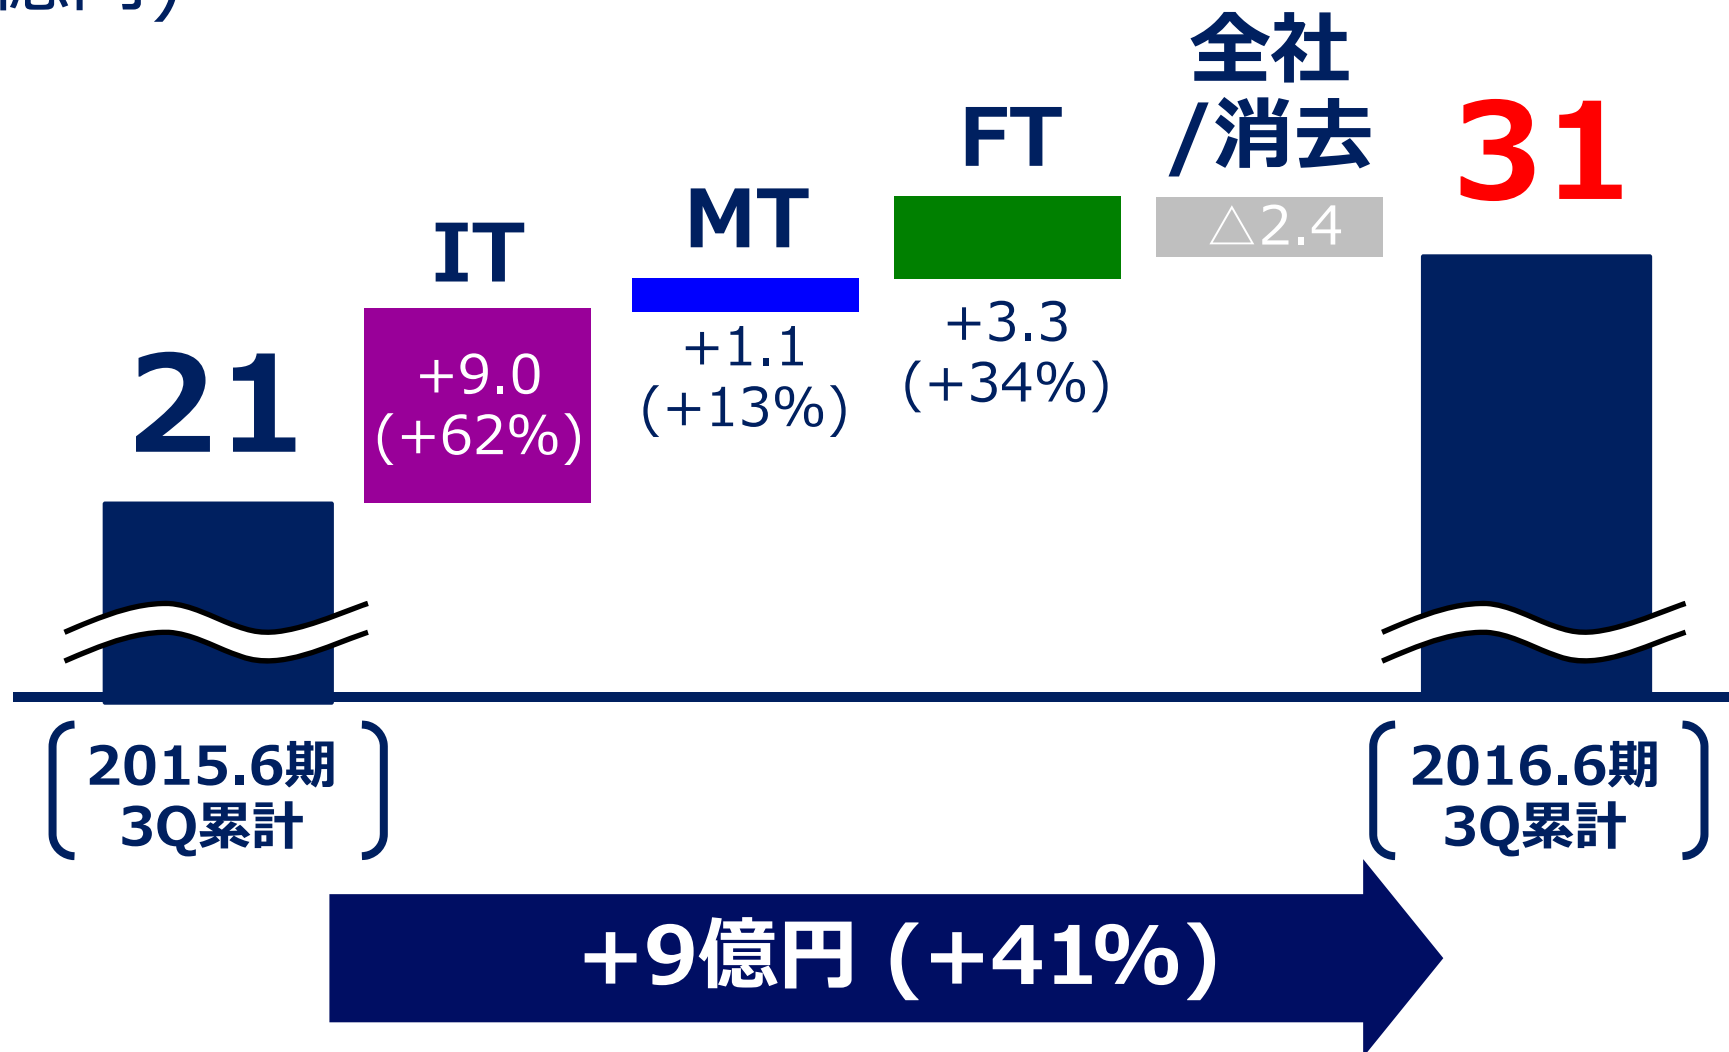 億円)
全社
/消去
FT
31
MT
IT
△2.4
+3.3
(+34%)
+1.1
(+13%)
21
+9.0
(+62%)
2015.6期
3Q累計
2016.6期
3Q累計
+9億円 (+41%)